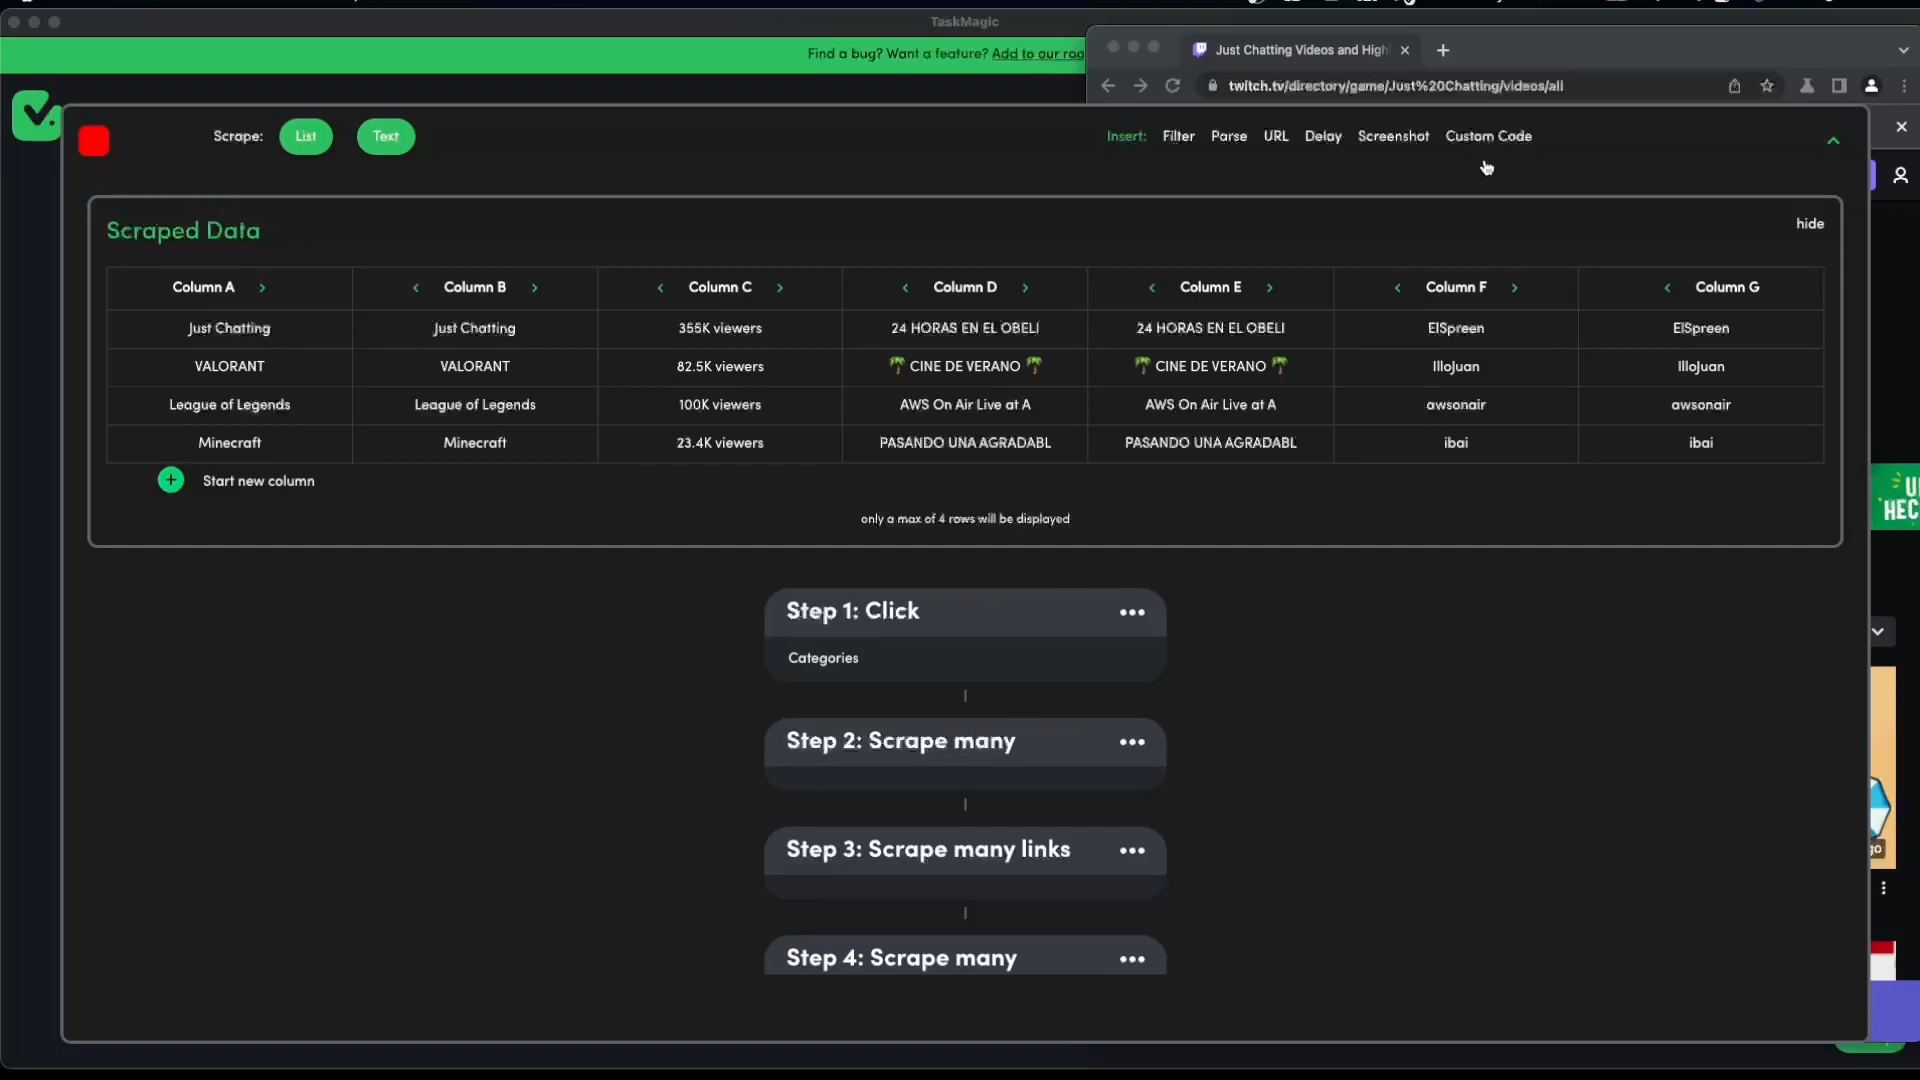 TaskMagic
Find a bug? Want a feature? Add to our roa
Just Chatting Videos and High
twitch.tv/directory/game/Just%20Chatting/videos/all
Scrape: List Text Insert: Filter Parse URL Delay Screenshot Custom Code
Scraped Data hide
Column A Column B Column C Column D Column E Column F Column G
Just Chatting Just Chatting 355K viewers 24 HORAS EN EL OBELI 24 HORAS EN EL OBELI ElSpreen ElSpreen
VALORANT VALORANT 82.5K viewers 🌴 CINE DE VERANO 🌴 🌴 CINE DE VERANO 🌴 IlloJuan IlloJuan
League of Legends League of Legends 100K viewers AWS On Air Live at A AWS On Air Live at A awsonair awsonair
Minecraft Minecraft 23.4K viewers PASANDO UNA AGRADABL PASANDO UNA AGRADABL ibai ibai
Start new column
only a max of 4 rows will be displayed
HEC
Step 1: Click
Categories
Step 2: Scrape many
Step 3: Scrape many links
Step 4: Scrape many